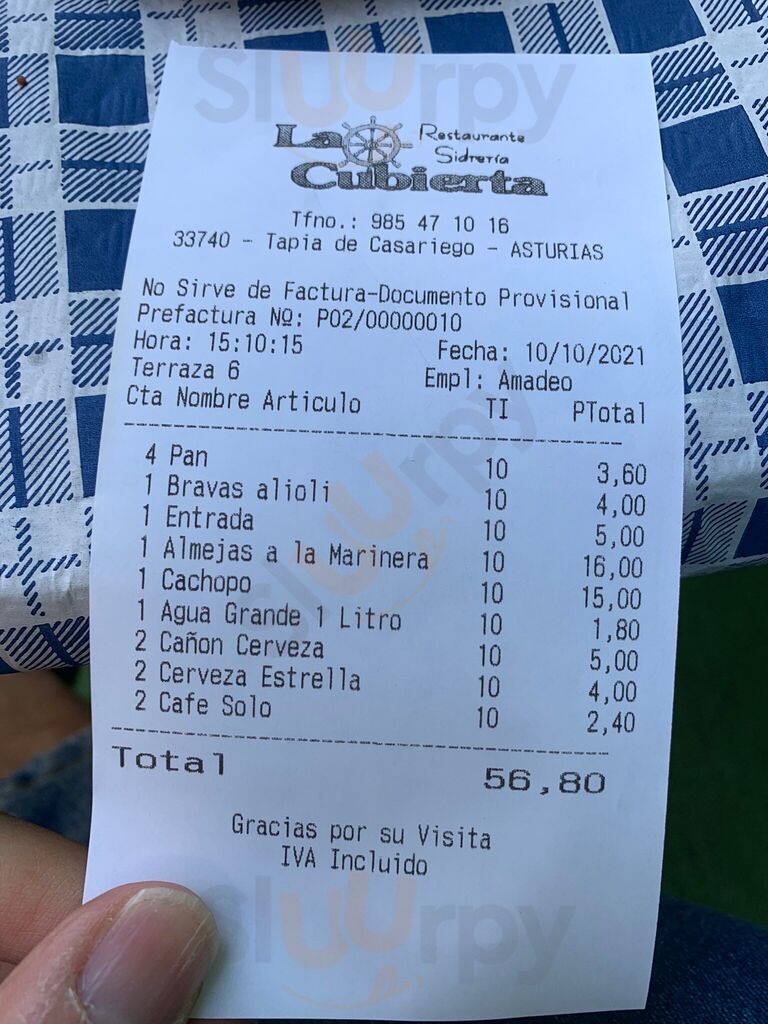 Sluurpy
La Restaurante
Sidrería
Cubierta
Tfno.: 985 47 10 16
33740 - Tapia de Casariego - ASTURIAS
No Sirve de Factura-Documento Provisional
Prefactura Nº: P02/00000010
Hora: 15:10:15 Fecha: 10/10/2021
Terraza 6 Empl: Amadeo
Cta Nombre Articulo TI PTotal
4 Pan 10 3,60
1 Bravas alioli 10 4,00
1 Entrada 10 5,00
1 Almejas a la Marinera 10 16,00
1 Cachopo 10 15,00
1 Agua Grande 1 Litro 10 1,80
2 Cañon Cerveza 10 5,00
2 Cerveza Estrella 10 4,00
2 Cafe Solo 10 2,40
Total 56,80
Gracias por su Visita
IVA Incluido
Sluurpy
Sluurpy